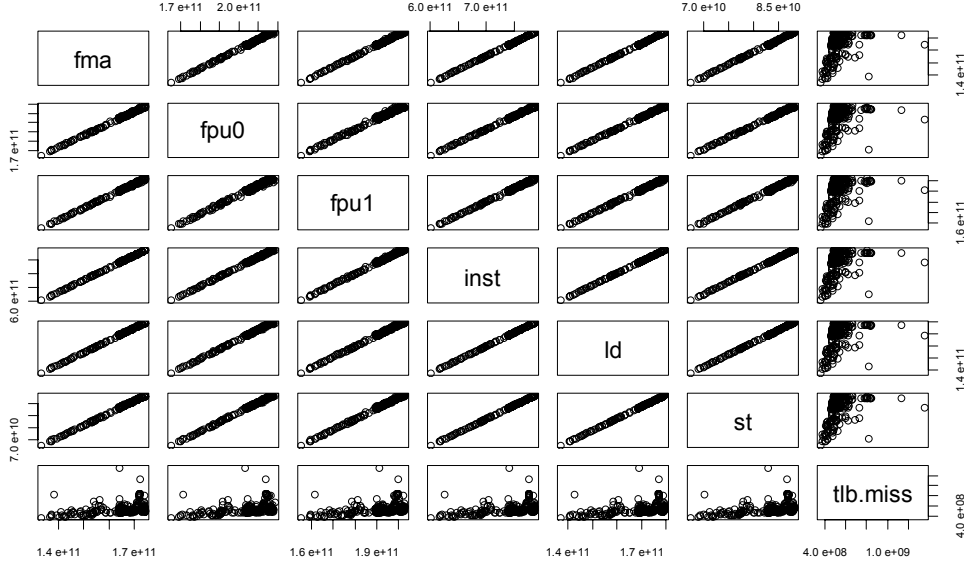 1.7 e+11 2.0 e+11 6.0 e+11 7.0 e+11 7.0 e+10 8.5 e+10
fma 1.4 e+11
1.7 e+11 fpu0
fpu1 1.6 e+11
6.0 e+11 inst
ld 1.4 e+11
7.0 e+10 st
tlb.miss 4.0 e+08
1.4 e+11 1.7 e+11 1.6 e+11 1.9 e+11 1.4 e+11 1.7 e+11 4.0 e+08 1.0 e+09